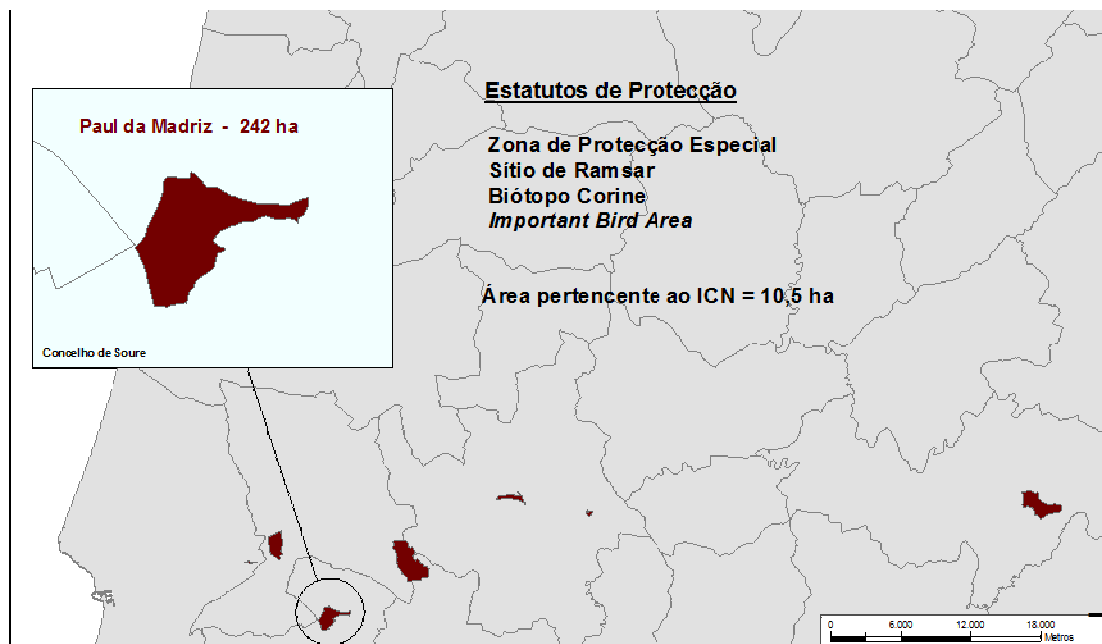 Estatutos de Protecção
Paul da Madriz - 242 ha
Zona de Protecção Especial
Sítio de Ramsar
Biótopo Corine
Important Bird Area
Área pertencente ao ICN = 10,5 ha
Concelho de Soure
0 6.000 12.000 18.000
Metros